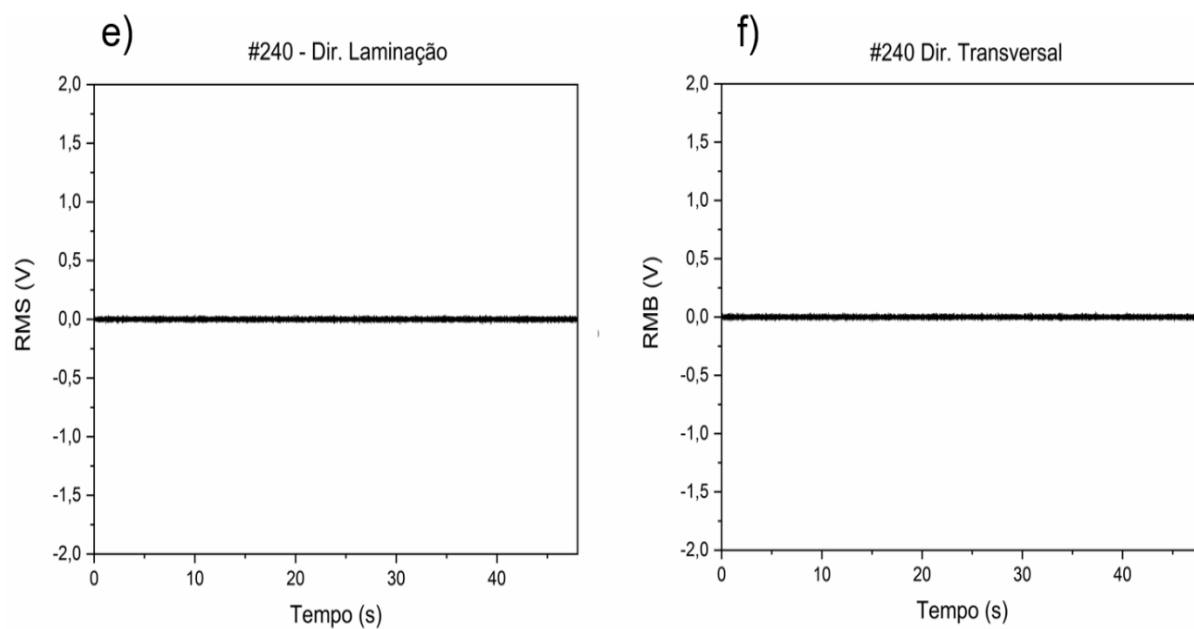 e)
#240 - Dir. Laminação
2,0
1,5
1,0
0,5
0,0
-0,5
-1,0
-1,5
-2,0
RMS (V)
0 10 20 30 40
Tempo (s)
f)
#240 Dir. Transversal
2,0
1,5
1,0
0,5
0,0
-0,5
-1,0
-1,5
-2,0
RMB (V)
0 10 20 30 40
Tempo (s)